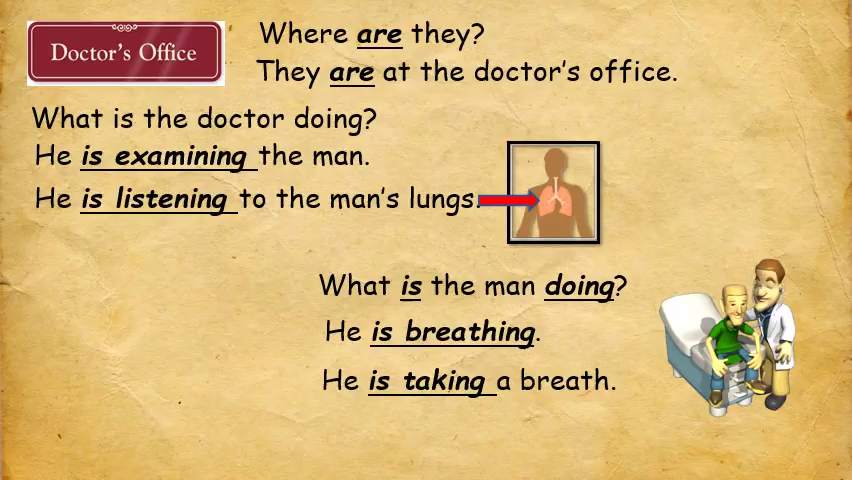 Doctor's Office
Where are they?
They are at the doctor's office.
What is the doctor doing?
He is examining the man.
He is listening to the man's lungs.
What is the man doing?
He is breathing.
He is taking a breath.